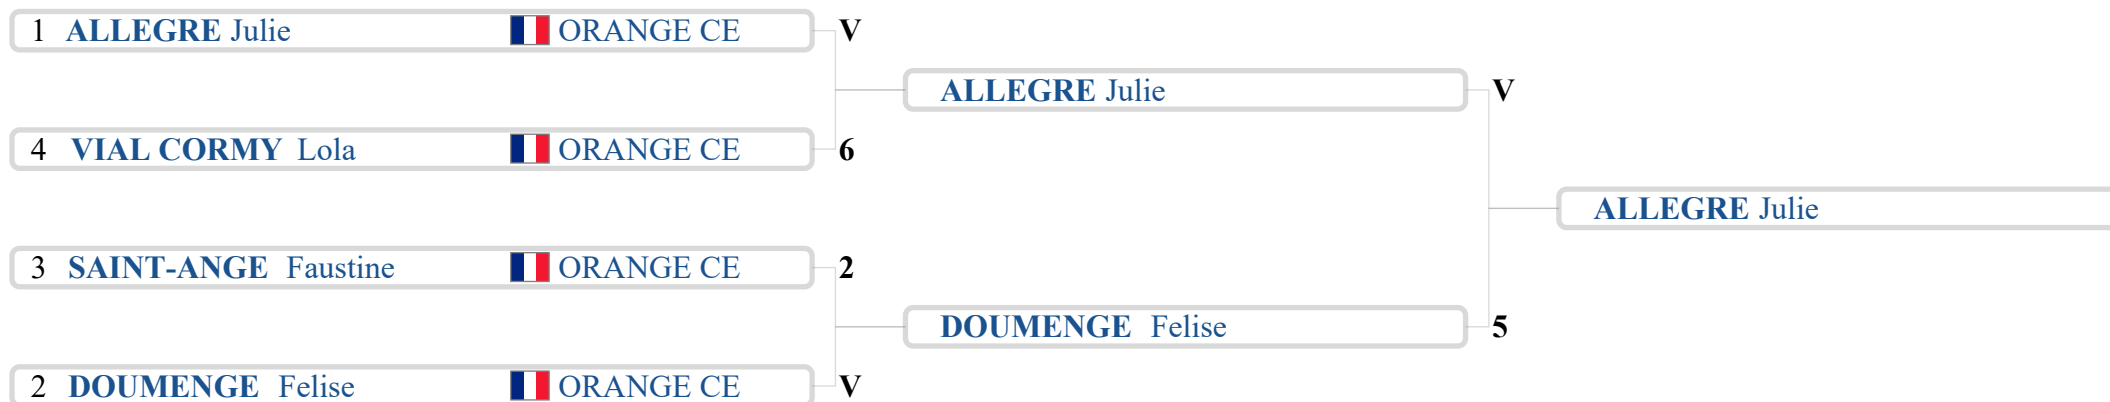 1 ALLEGRE Julie ORANGE CE V
ALLEGRE Julie V
4 VIAL CORMY Lola ORANGE CE 6
ALLEGRE Julie
3 SAINT-ANGE Faustine ORANGE CE 2
DOUMENGE Felise 5
2 DOUMENGE Felise ORANGE CE V